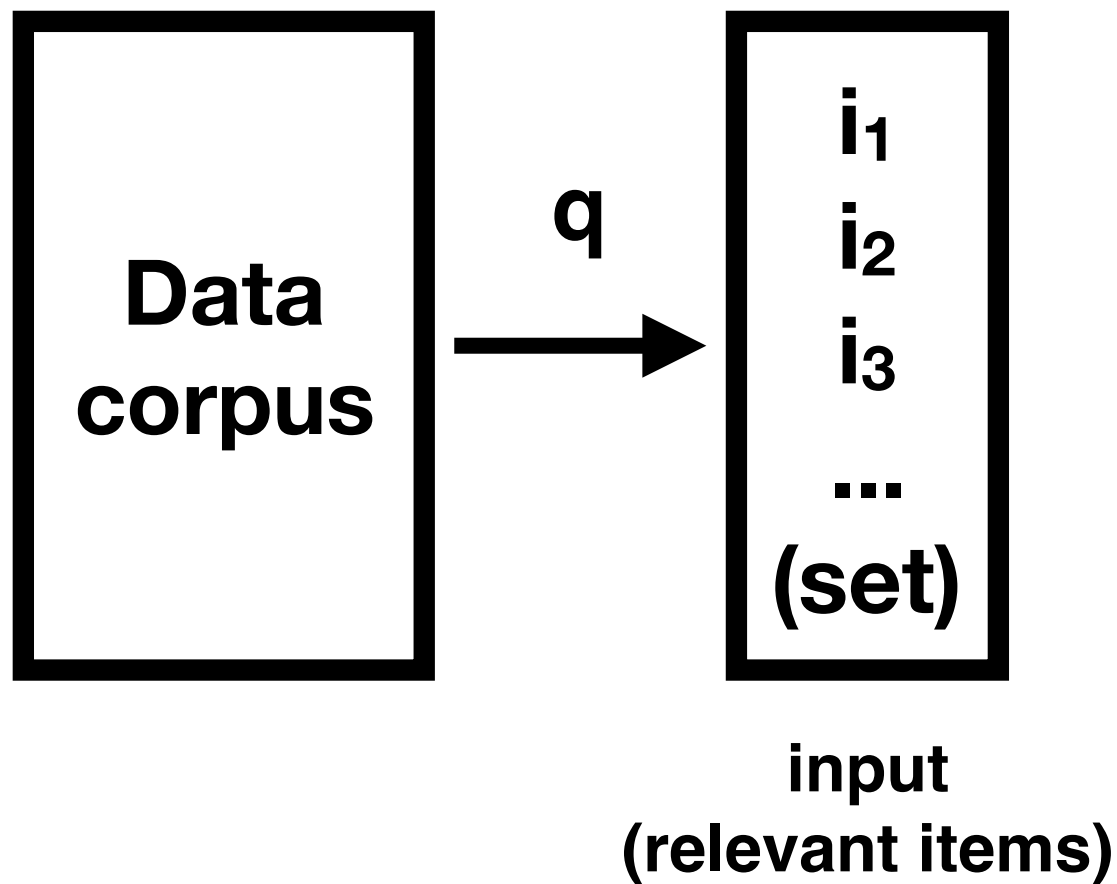 Data
corpus
q
i₁
i₂
i₃
...
(set)
input
(relevant items)